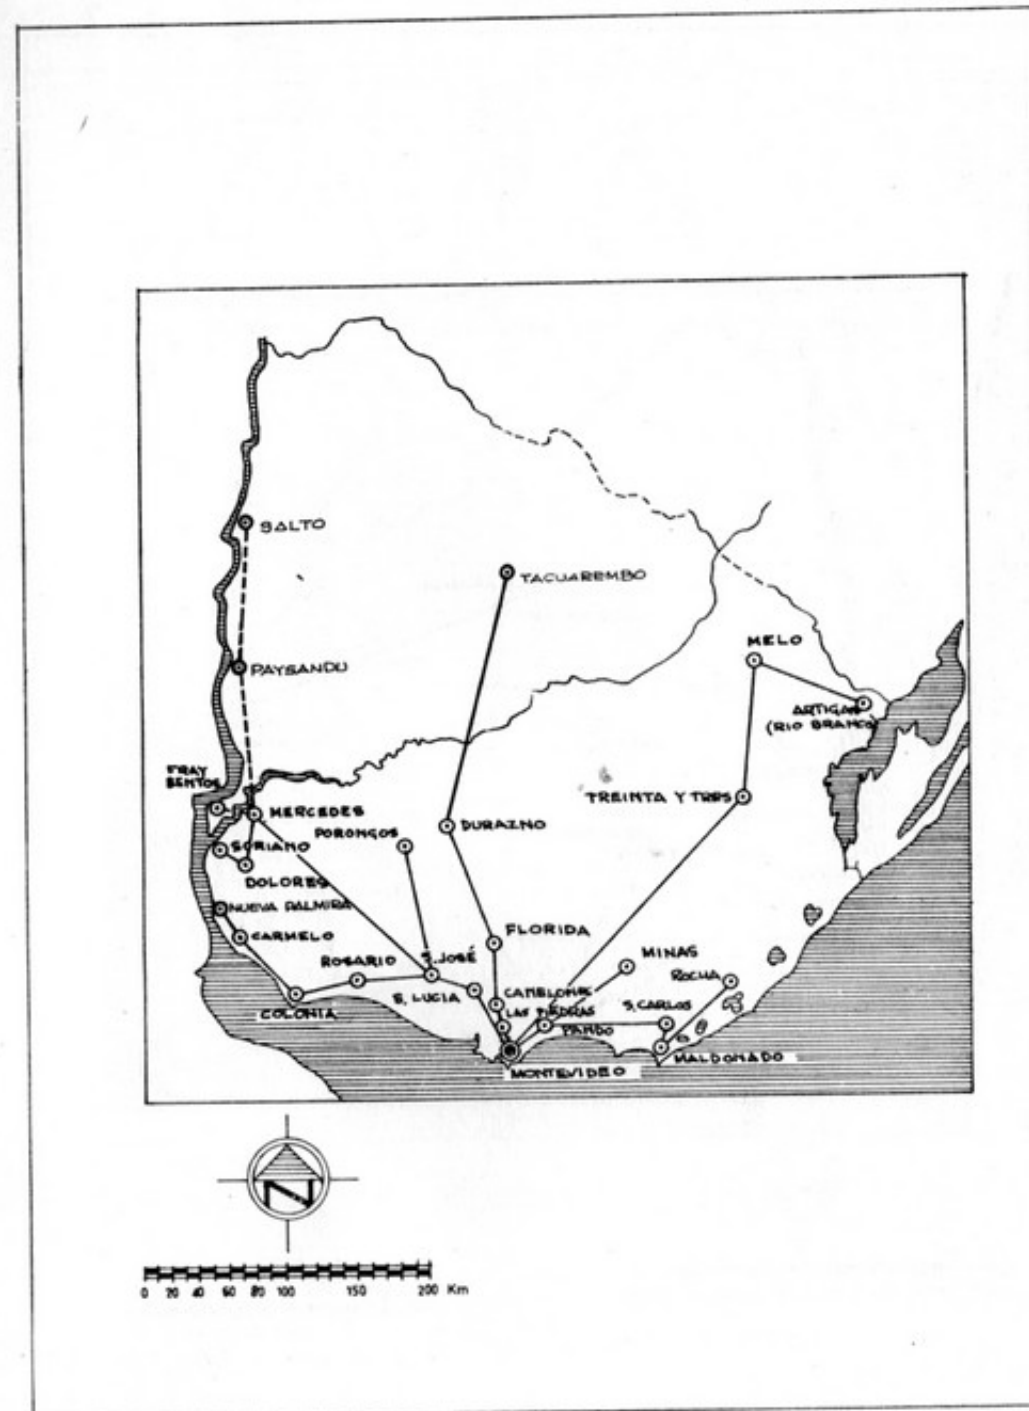 SALTO
TACUAREMBO
MELO
PAYSANDU
ARTIGAS
(RIO BRANCO)
FRAY
BENTOS
MERCEDES
TREINTA Y TRES
PORONGOS
DURAZNO
SORIANO
DOLORES
NUEVA PALMIRA
CARMELO
FLORIDA
ROSARIO
S. JOSÉ
MINAS
ROCHA
S. LUCIA
CANELONES
LAS PIEDRAS
S. CARLOS
COLONIA
PANDO
MALDONADO
MONTEVIDEO
N
0 20 40 60 80 100 150 200 Km